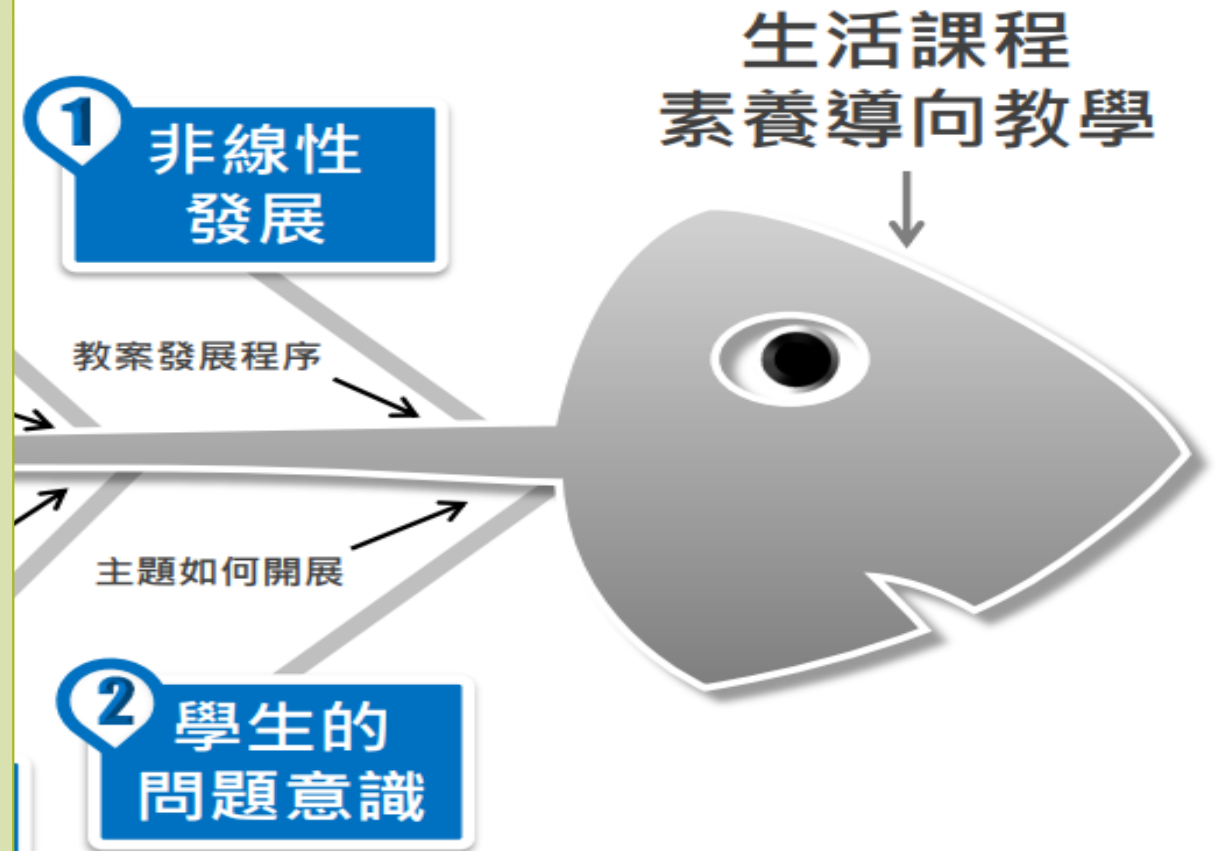 生活課程
素養導向教學
1
非線性
發展
教案發展程序
主題如何開展
2
學生的
問題意識